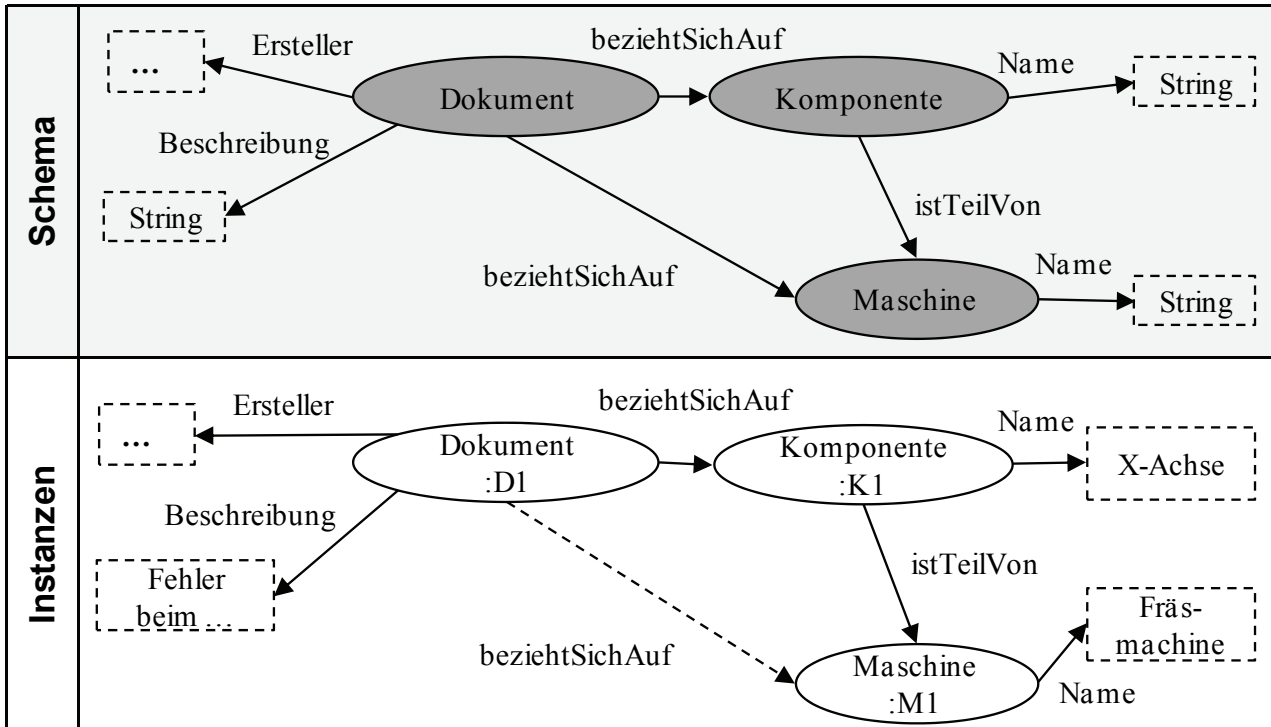 Schema
Ersteller
beziehtSichAuf
Name
...
Dokument
Komponente
String
Beschreibung
String
istTeilVon
beziehtSichAuf
Name
Maschine
String
Instanzen
Ersteller
beziehtSichAuf
Name
...
Dokument
:D1
Komponente
:K1
X-Achse
Beschreibung
istTeilVon
Fehler
beim ...
Fräs-
machine
beziehtSichAuf
Maschine
:M1
Name